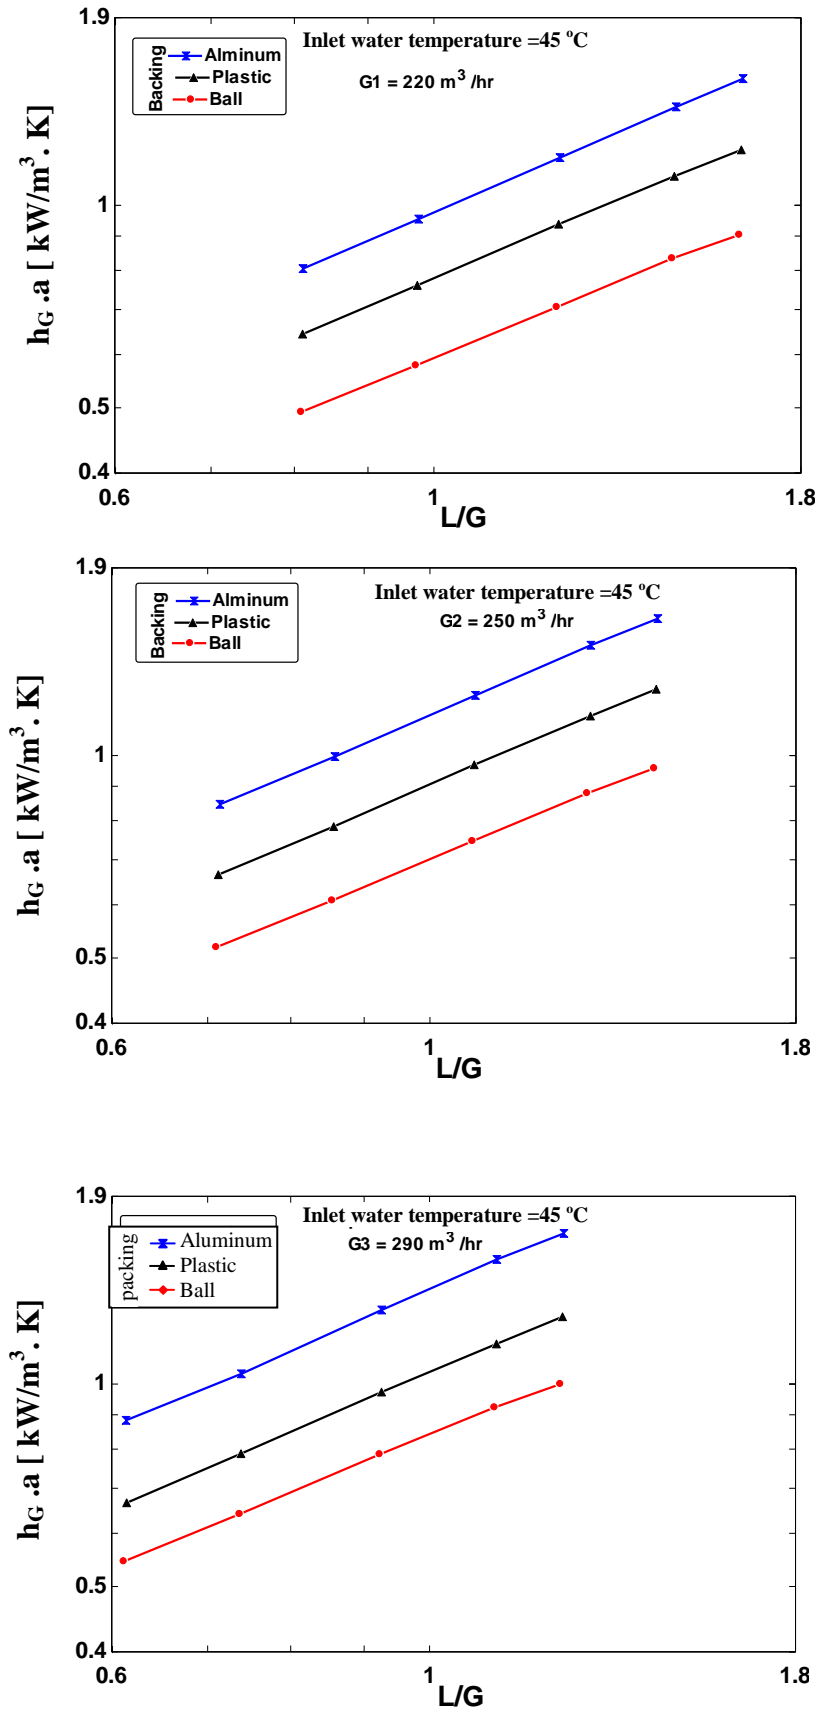 1.9
Inlet water temperature =45 ºC
G1 = 220 m³ /hr
Backing
Alminum
Plastic
Ball
hG .a [ kW/m³. K]
1
0.5
0.4
0.6
1
1.8
L/G
1.9
Inlet water temperature =45 ºC
G2 = 250 m³ /hr
Backing
Alminum
Plastic
Ball
hG .a [ kW/m³. K]
1
0.5
0.4
0.6
1
1.8
L/G
1.9
Inlet water temperature =45 ºC
G3 = 290 m³ /hr
packing
Aluminum
Plastic
Ball
hG .a [ kW/m³. K]
1
0.5
0.4
0.6
1
1.8
L/G